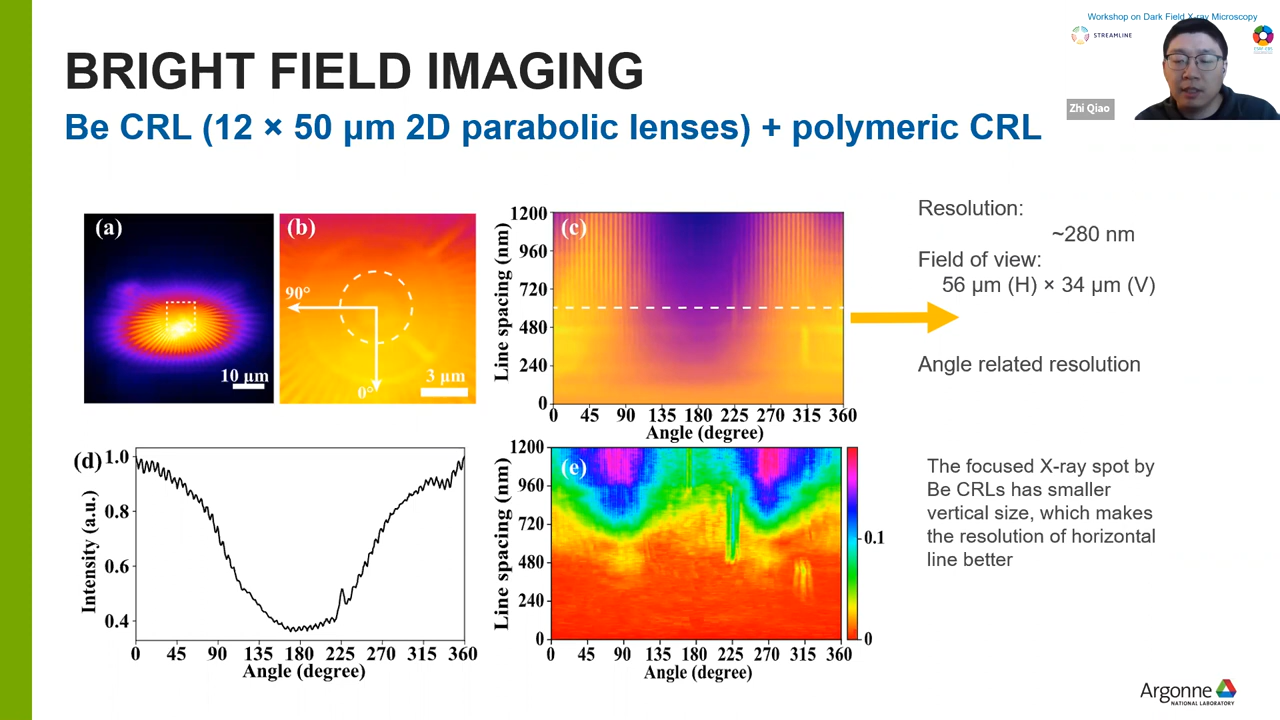 Workshop on Dark Field X-ray Microscopy
STREAMLINE
BRIGHT FIELD IMAGING
Zhi Qiao
Be CRL (12 × 50 µm 2D parabolic lenses) + polymeric CRL
(a)
10 µm
(b)
90°
0°
3 µm
(c)
Line spacing (nm)
1200
960
720
480
240
0
0 45 90 135 180 225 270 315 360
Angle (degree)
Resolution:
~280 nm
Field of view:
56 µm (H) × 34 µm (V)
Angle related resolution
(d)
Intensity (a.u.)
1.0
0.8
0.6
0.4
0 45 90 135 180 225 270 315 360
Angle (degree)
(e)
Line spacing (nm)
1200
960
720
480
240
0
0 45 90 135 180 225 270 315 360
Angle (degree)
0.1
0
The focused X-ray spot by
Be CRLs has smaller
vertical size, which makes
the resolution of horizontal
line better
Argonne
NATIONAL LABORATORY